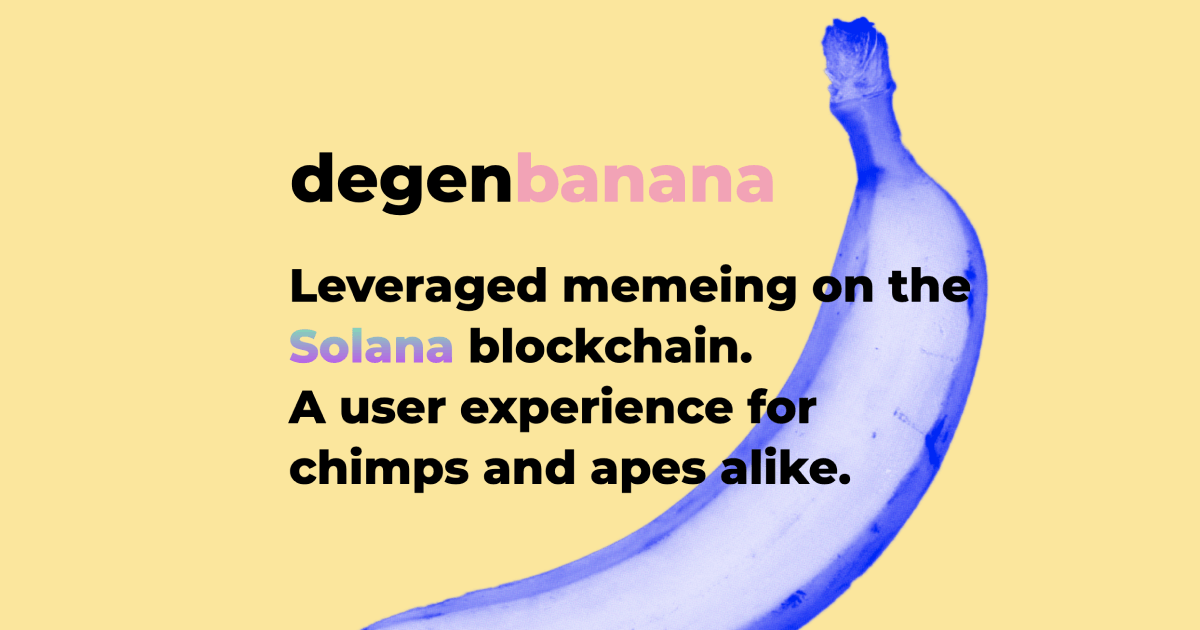 degenbanana
Leveraged memeing on the
Solana blockchain.
A user experience for
chimps and apes alike.